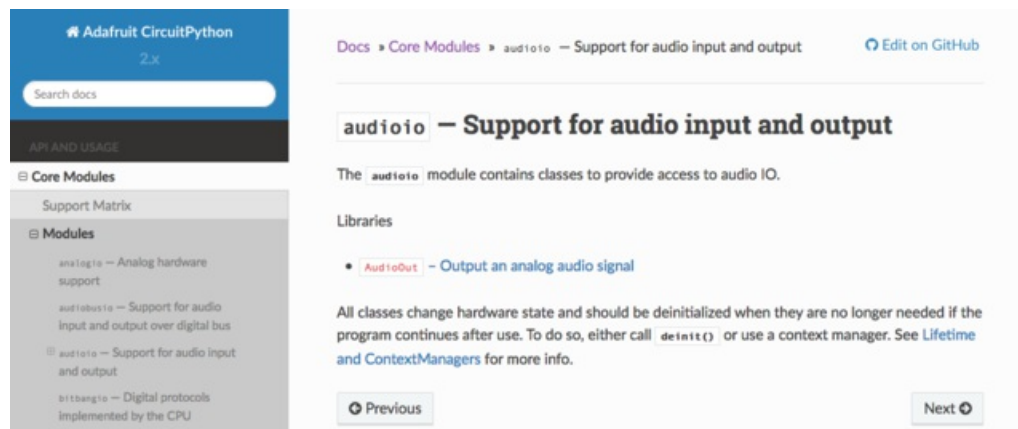 Adafruit CircuitPython
2.x
Search docs
API AND USAGE
Core Modules
Support Matrix
Modules
analogio — Analog hardware
support
audiobusio — Support for audio
input and output over digital bus
audioio — Support for audio input
and output
bitbangio — Digital protocols
implemented by the CPU
Docs » Core Modules » audioio — Support for audio input and output
Edit on GitHub
audioio — Support for audio input and output
The audioio module contains classes to provide access to audio IO.
Libraries
• AudioOut – Output an analog audio signal
All classes change hardware state and should be deinitialized when they are no longer needed if the
program continues after use. To do so, either call deinit() or use a context manager. See Lifetime
and ContextManagers for more info.
Previous
Next